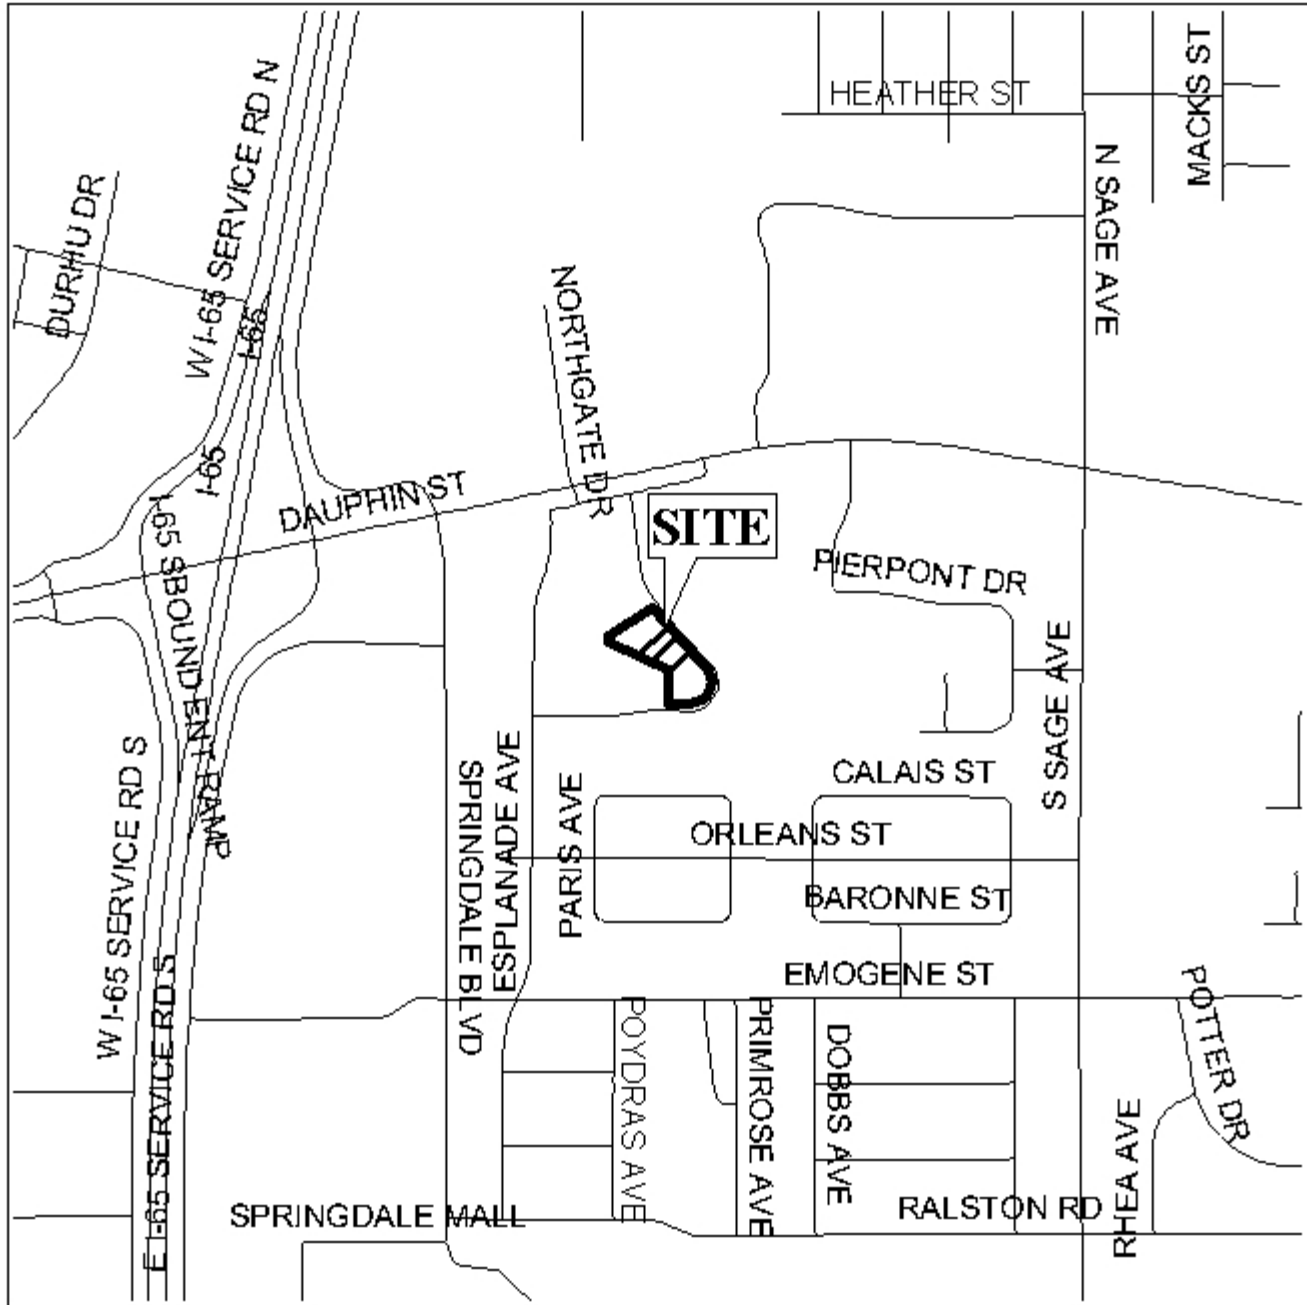 HEATHER ST
MACKS ST
W I-65 SERVICE RD N
N SAGE AVE
DURHU DR
I-65
NORTHGATE DR
I-65
DAUPHIN ST
I-65 SBOUND ENT RAMP
SITE
PIERPONT DR
S SAGE AVE
W I-65 SERVICE RD S
SPRINGDALE BLVD
ESPLANADE AVE
PARIS AVE
CALAIS ST
ORLEANS ST
BARONNE ST
EMOGENE ST
E I-65 SERVICE RD S
POYDRAS AVE
PRIMROSE AVE
DOBBS AVE
POTTER DR
RHEA AVE
SPRINGDALE MALL
RALSTON RD